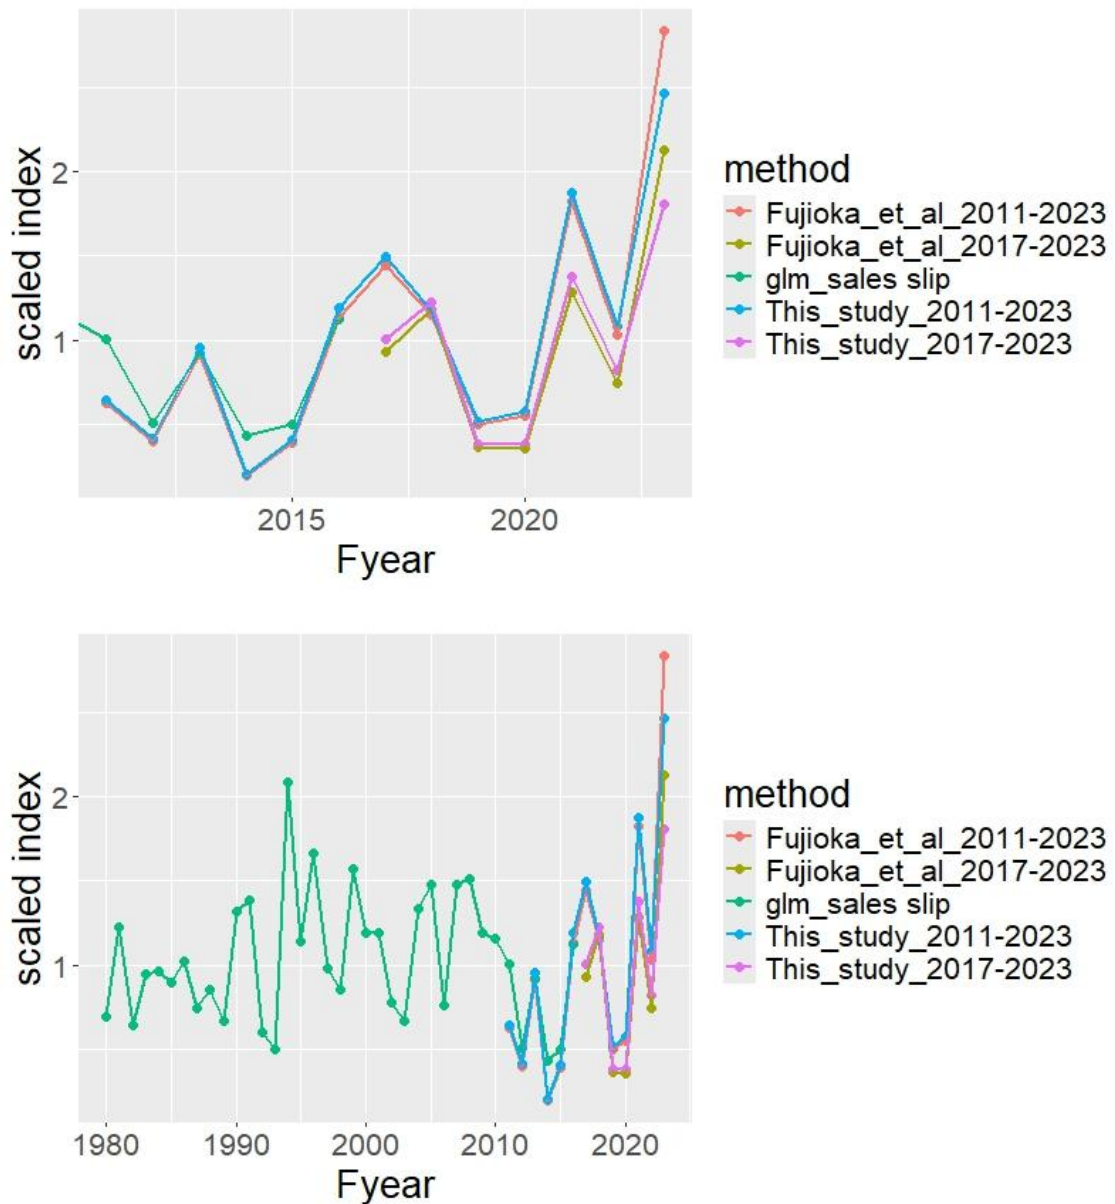 scaled index
2
1
2015 2020
Fyear
method
Fujioka_et_al_2011-2023
Fujioka_et_al_2017-2023
glm_sales slip
This_study_2011-2023
This_study_2017-2023
scaled index
2
1
1980 1990 2000 2010 2020
Fyear
method
Fujioka_et_al_2011-2023
Fujioka_et_al_2017-2023
glm_sales slip
This_study_2011-2023
This_study_2017-2023